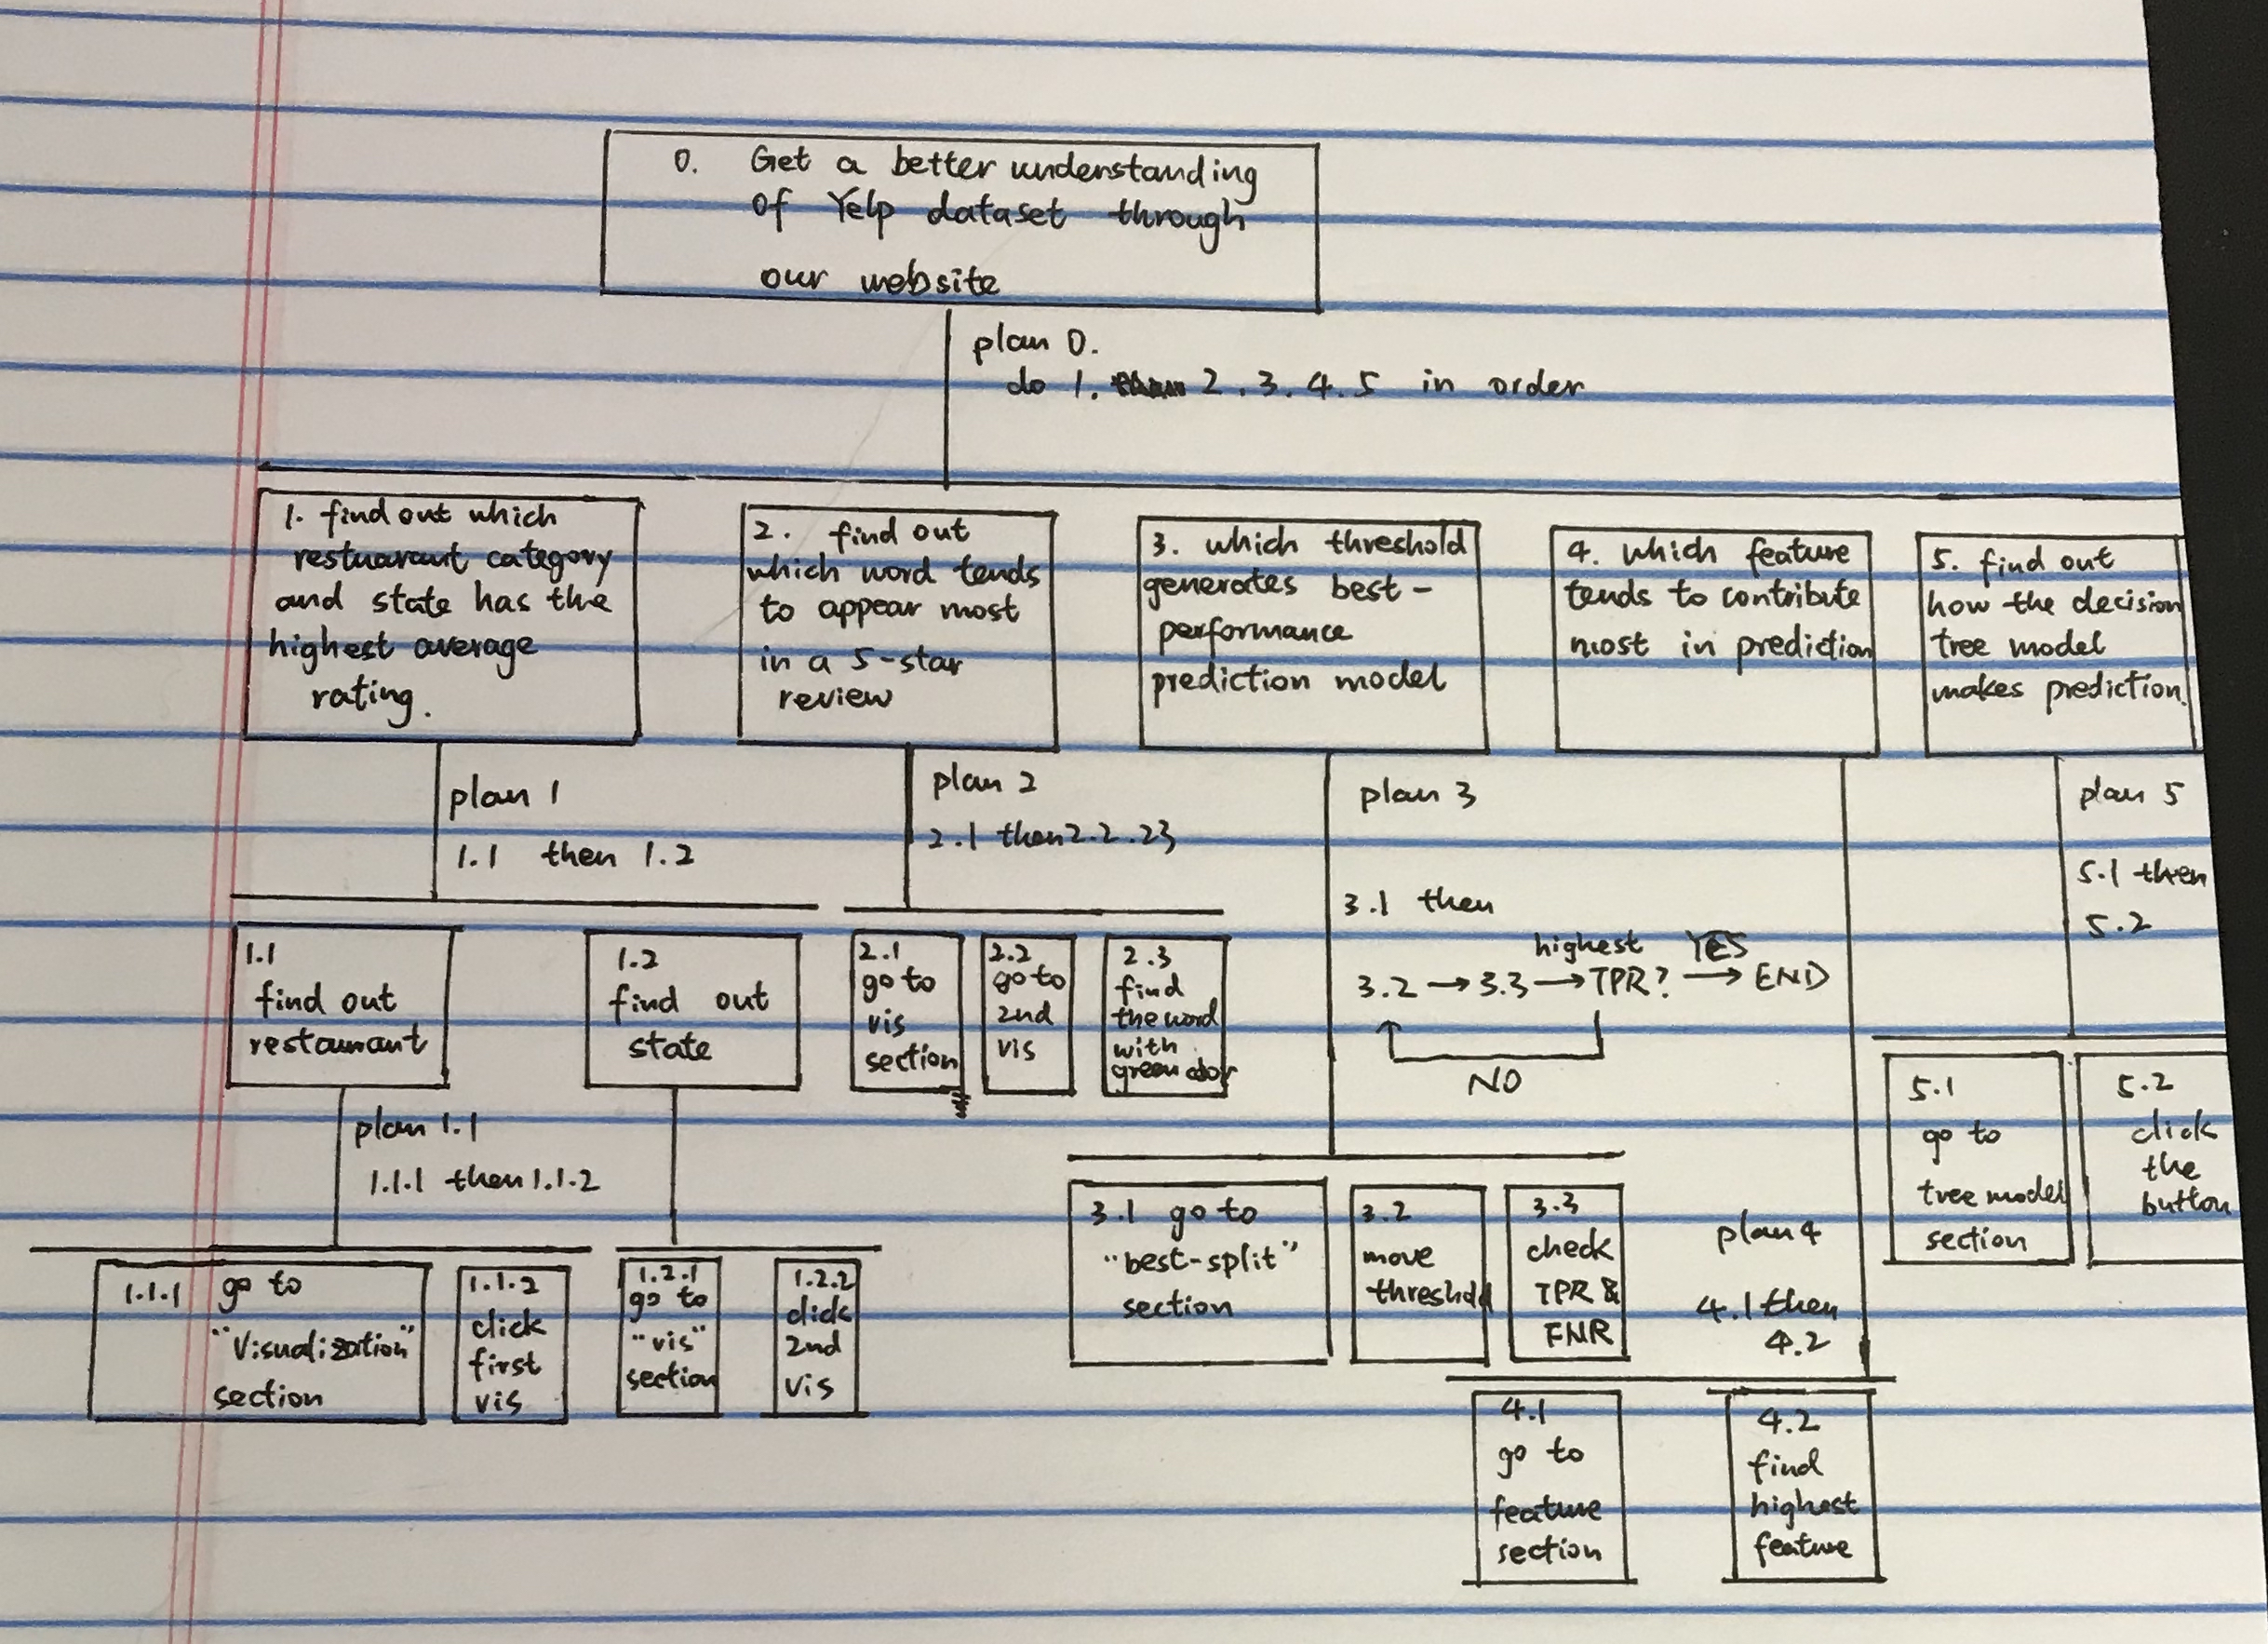 0. Get a better understanding
of Yelp dataset through
our website
plan 0.
do 1. 2.3.4.5 in order
1. find out which
restuarant category
and state has the
highest average
rating.
2. find out
which word tends
to appear most
in a 5-star
review
3. which threshold
generates best-
performance
prediction model
4. which feature
tends to contribute
most in prediction
5. find out
how the decision
tree model
makes prediction.
plan 1
1.1 then 1.2
plan 2
2.1 then 2.2.23
plan 3
3.1 then
highest YES
3.2 → 3.3 → TPR? → END
NO
plan 5
5.1 then
5.2
1.1
find out
restaurant
1.2
find out
state
2.1
go to
vis
section
2.2
go to
2nd
vis
2.3
find
the word
with
green color
5.1
go to
tree model
section
5.2
click
the
button
plan 1.1
1.1.1 then 1.1.2
1.1.1 go to
"Visualization"
section
1.1.2
click
first
vis
1.2.1
go to
"vis"
section
1.2.2
click
2nd
vis
3.1 go to
"best-split"
section
3.2
move
threshold
3.3
check
TPR &
FNR
plan 4
4.1 then
4.2
4.1
go to
feature
section
4.2
find
highest
feature